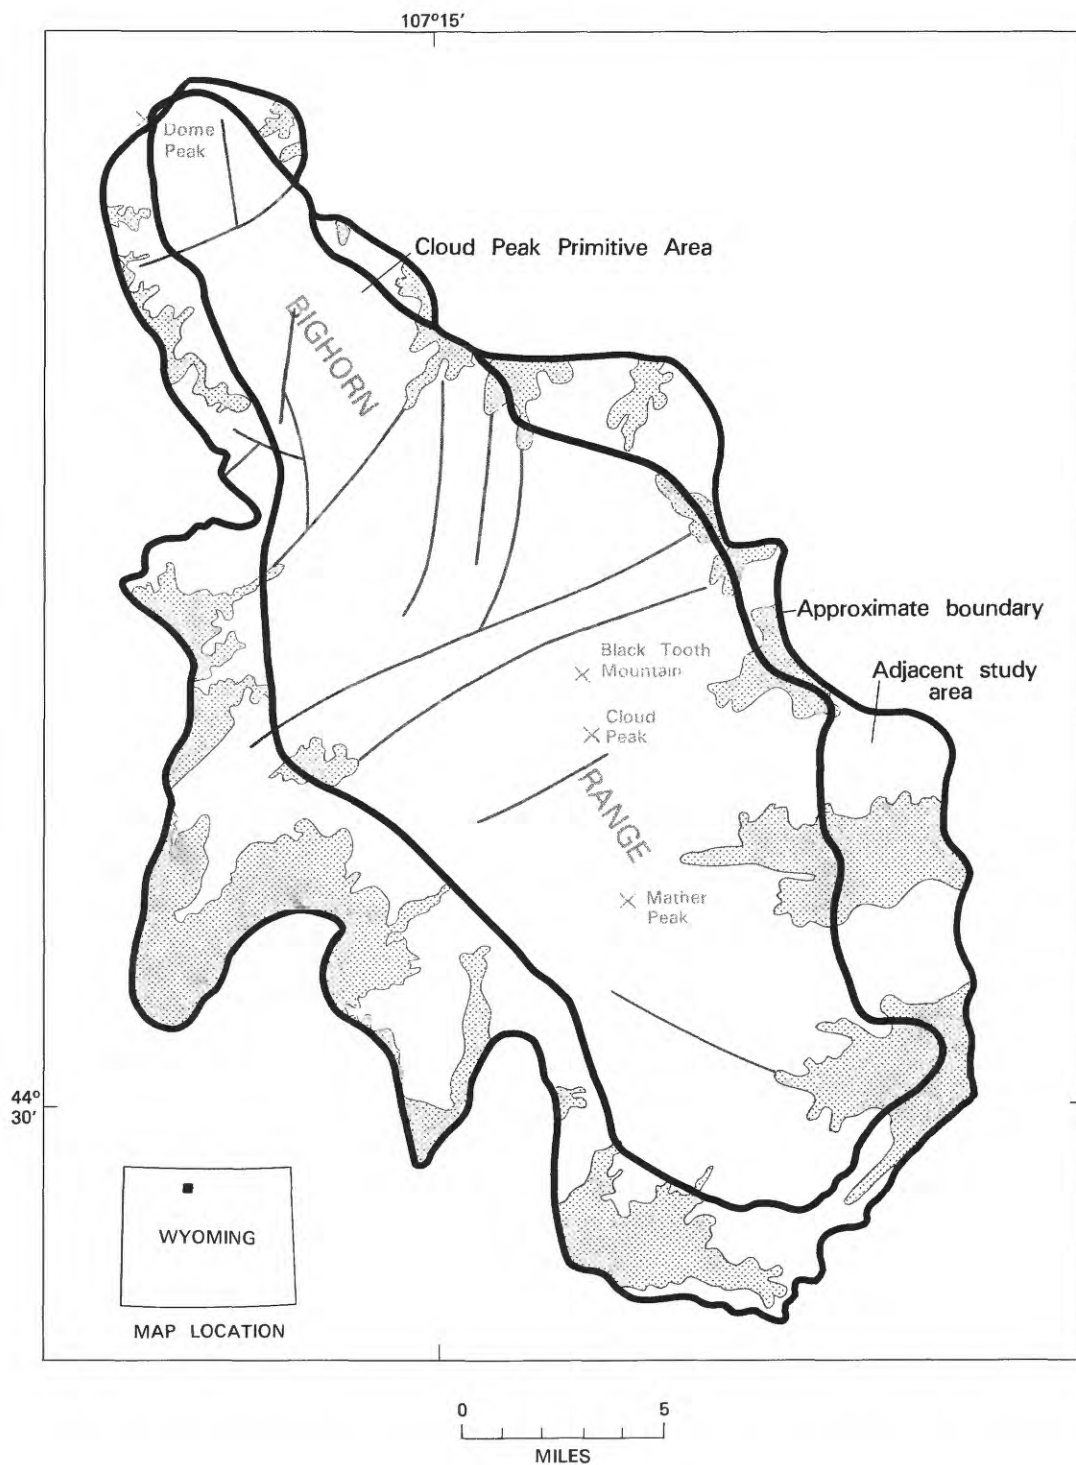 107°15'
Dome
Peak
Cloud Peak Primitive Area
BIGHORN
Approximate boundary
Black Tooth
Mountain
Adjacent study
area
Cloud
Peak
RANGE
Mather
Peak
44°
30'
WYOMING
MAP LOCATION
0 5
MILES